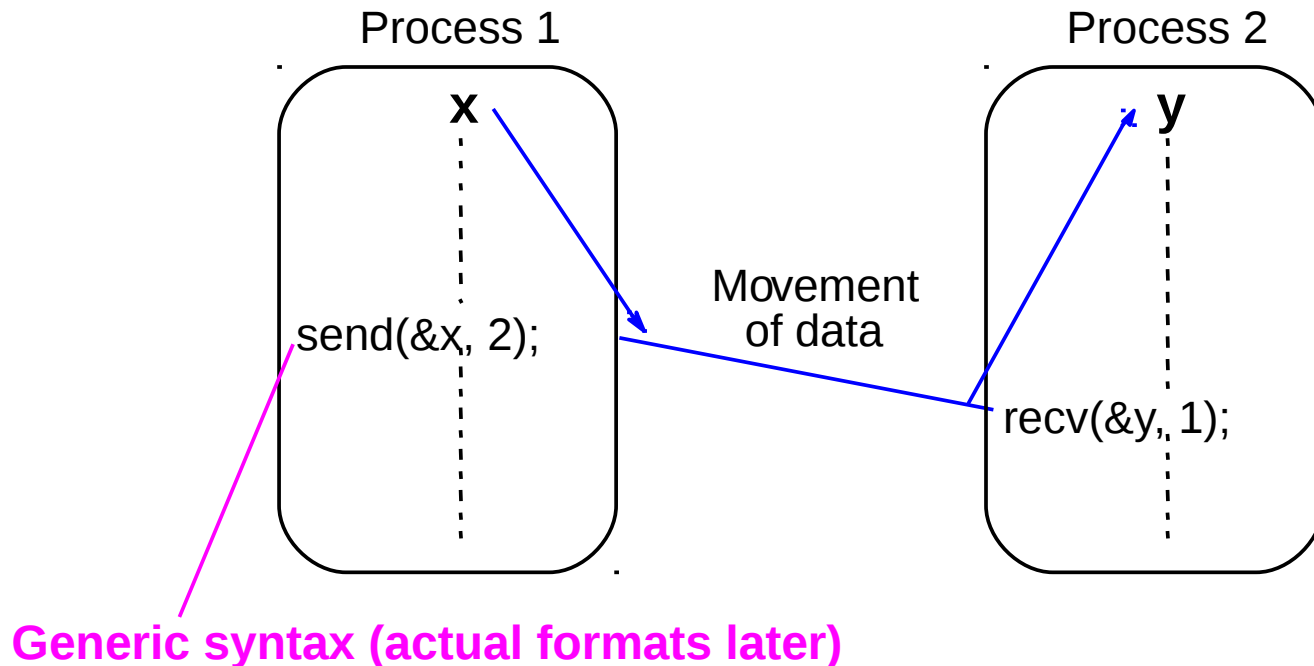 Process 1
Process 2
x
y
Movement
of data
send(&x, 2);
recv(&y, 1);
Generic syntax (actual formats later)